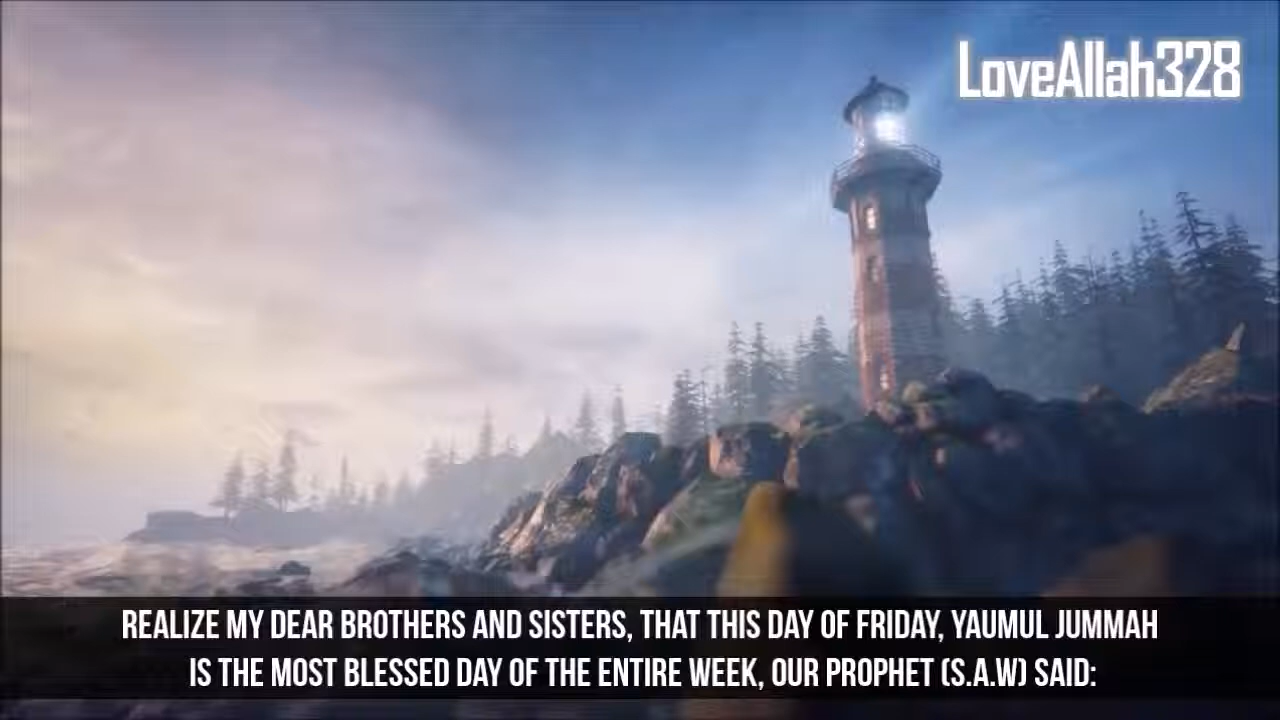 LoveAllah328
REALIZE MY DEAR BROTHERS AND SISTERS, THAT THIS DAY OF FRIDAY, YAUMUL JUMMAH
IS THE MOST BLESSED DAY OF THE ENTIRE WEEK, OUR PROPHET (S.A.W) SAID: